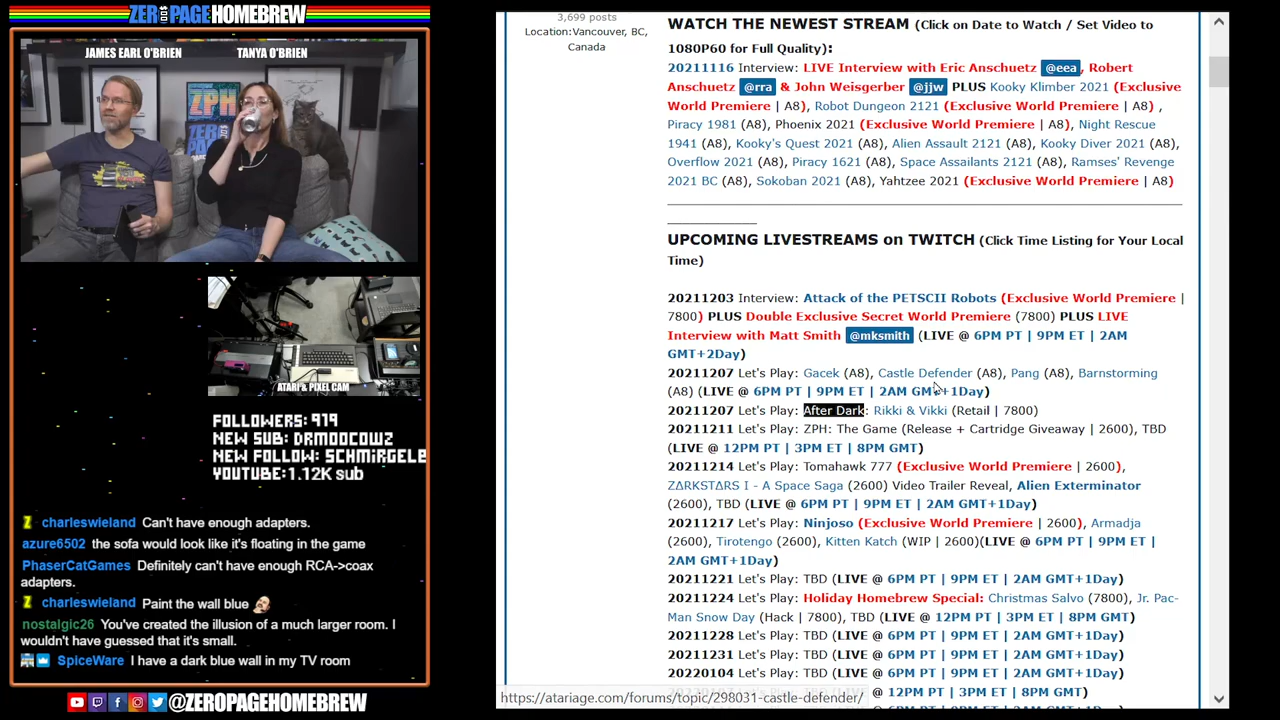 ZERO PAGE HOMEBREW
JAMES EARL O'BRIEN
TANYA O'BRIEN
ZPH
ATARI & PIXEL CAM
FOLLOWERS: 919
NEW SUB: DRMOOCOWZ
NEW FOLLOW: SCHMIRGELB
YOUTUBE:1.12K sub
charleswieland Can't have enough adapters.
azure6502 the sofa would look like it's floating in the game
PhaserCatGames Definitely can't have enough RCA->coax
adapters.
charleswieland Paint the wall blue
nostalgic26 You've created the illusion of a much larger room. I
wouldn't have guessed that it's small.
SpiceWare I have a dark blue wall in my TV room
@ZEROPAGEHOMEBREW
3,699 posts
Location:Vancouver, BC,
Canada
WATCH THE NEWEST STREAM (Click on Date to Watch / Set Video to
1080P60 for Full Quality):
20211116 Interview: LIVE Interview with Eric Anschuetz @eea, Robert
Anschuetz @rra & John Weisgerber @jjw PLUS Kooky Klimber 2021 (Exclusive
World Premiere | A8), Robot Dungeon 2121 (Exclusive World Premiere | A8) ,
Piracy 1981 (A8), Phoenix 2021 (Exclusive World Premiere | A8), Night Rescue
1941 (A8), Kooky's Quest 2021 (A8), Alien Assault 2121 (A8), Kooky Diver 2021 (A8),
Overflow 2021 (A8), Piracy 1621 (A8), Space Assailants 2121 (A8), Ramses' Revenge
2021 BC (A8), Sokoban 2021 (A8), Yahtzee 2021 (Exclusive World Premiere | A8)
UPCOMING LIVESTREAMS on TWITCH (Click Time Listing for Your Local
Time)
20211203 Interview: Attack of the PETSCII Robots (Exclusive World Premiere |
7800) PLUS Double Exclusive Secret World Premiere (7800) PLUS LIVE
Interview with Matt Smith @mksmith (LIVE @ 6PM PT | 9PM ET | 2AM
GMT+2Day)
20211207 Let's Play: Gacek (A8), Castle Defender (A8), Pang (A8), Barnstorming
(A8) (LIVE @ 6PM PT | 9PM ET | 2AM GMT+1Day)
20211207 Let's Play: After Dark: Rikki & Vikki (Retail | 7800)
20211211 Let's Play: ZPH: The Game (Release + Cartridge Giveaway | 2600), TBD
(LIVE @ 12PM PT | 3PM ET | 8PM GMT)
20211214 Let's Play: Tomahawk 777 (Exclusive World Premiere | 2600),
ZΔRKSTΔRS I - A Space Saga (2600) Video Trailer Reveal, Alien Exterminator
(2600), TBD (LIVE @ 6PM PT | 9PM ET | 2AM GMT+1Day)
20211217 Let's Play: Ninjoso (Exclusive World Premiere | 2600), Armadja
(2600), Tirotengo (2600), Kitten Katch (WIP | 2600)(LIVE @ 6PM PT | 9PM ET |
2AM GMT+1Day)
20211221 Let's Play: TBD (LIVE @ 6PM PT | 9PM ET | 2AM GMT+1Day)
20211224 Let's Play: Holiday Homebrew Special: Christmas Salvo (7800), Jr. Pac-
Man Snow Day (Hack | 7800), TBD (LIVE @ 12PM PT | 3PM ET | 8PM GMT)
20211228 Let's Play: TBD (LIVE @ 6PM PT | 9PM ET | 2AM GMT+1Day)
20211231 Let's Play: TBD (LIVE @ 6PM PT | 9PM ET | 2AM GMT+1Day)
20220104 Let's Play: TBD (LIVE @ 6PM PT | 9PM ET | 2AM GMT+1Day)
@ 12PM PT | 3PM ET | 8PM GMT)
https://atariage.com/forums/topic/298031-castle-defender/